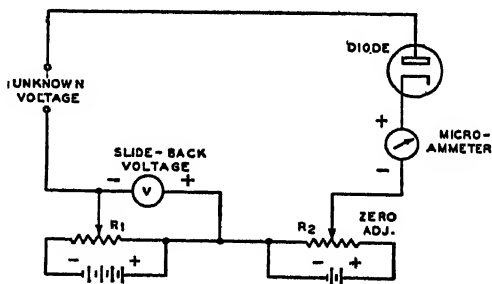 DIODE
UNKNOWN
VOLTAGE
+
MICRO-
AMMETER
-
SLIDE-BACK
VOLTAGE
- V +
R1
R2
ZERO
ADJ.
- +
- +